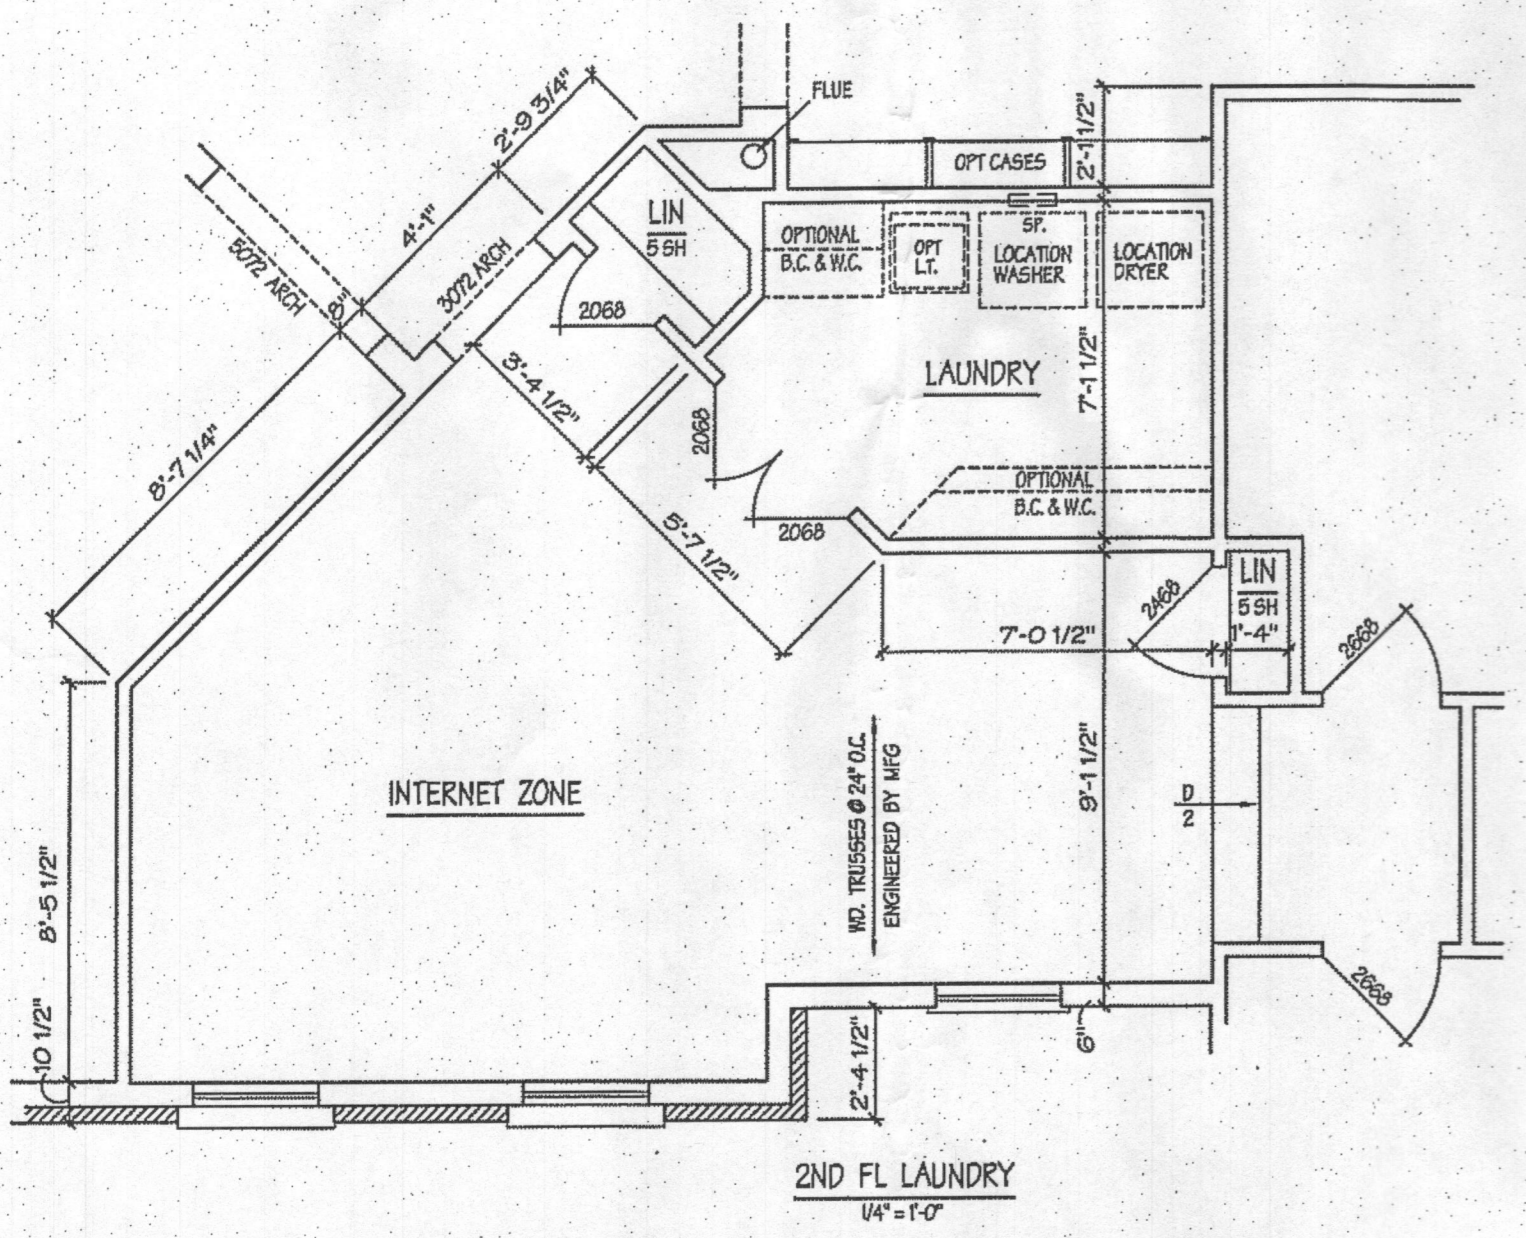 2'-9 3/4"
FLUE
2'-1 1/2"
OPT CASES
4'-1"
LIN
5 SH
5072 ARCH
3072 ARCH
8"
OPTIONAL
B.C. & W.C.
OPT
LT.
SP.
LOCATION
WASHER
LOCATION
DRYER
2068
3'-4 1/2"
LAUNDRY
7'-1 1/2"
8'-7 1/4"
2068
OPTIONAL
B.C. & W.C.
5'-7 1/2"
2068
2468
LIN
5 SH
1'-4"
7'-0 1/2"
2668
INTERNET ZONE
WD. TRUSSES @ 24" O.C.
ENGINEERED BY MFG
9'-1 1/2"
D
2
8'-5 1/2"
2668
10 1/2"
2'-4 1/2"
6"
2ND FL LAUNDRY
1/4" = 1'-0"